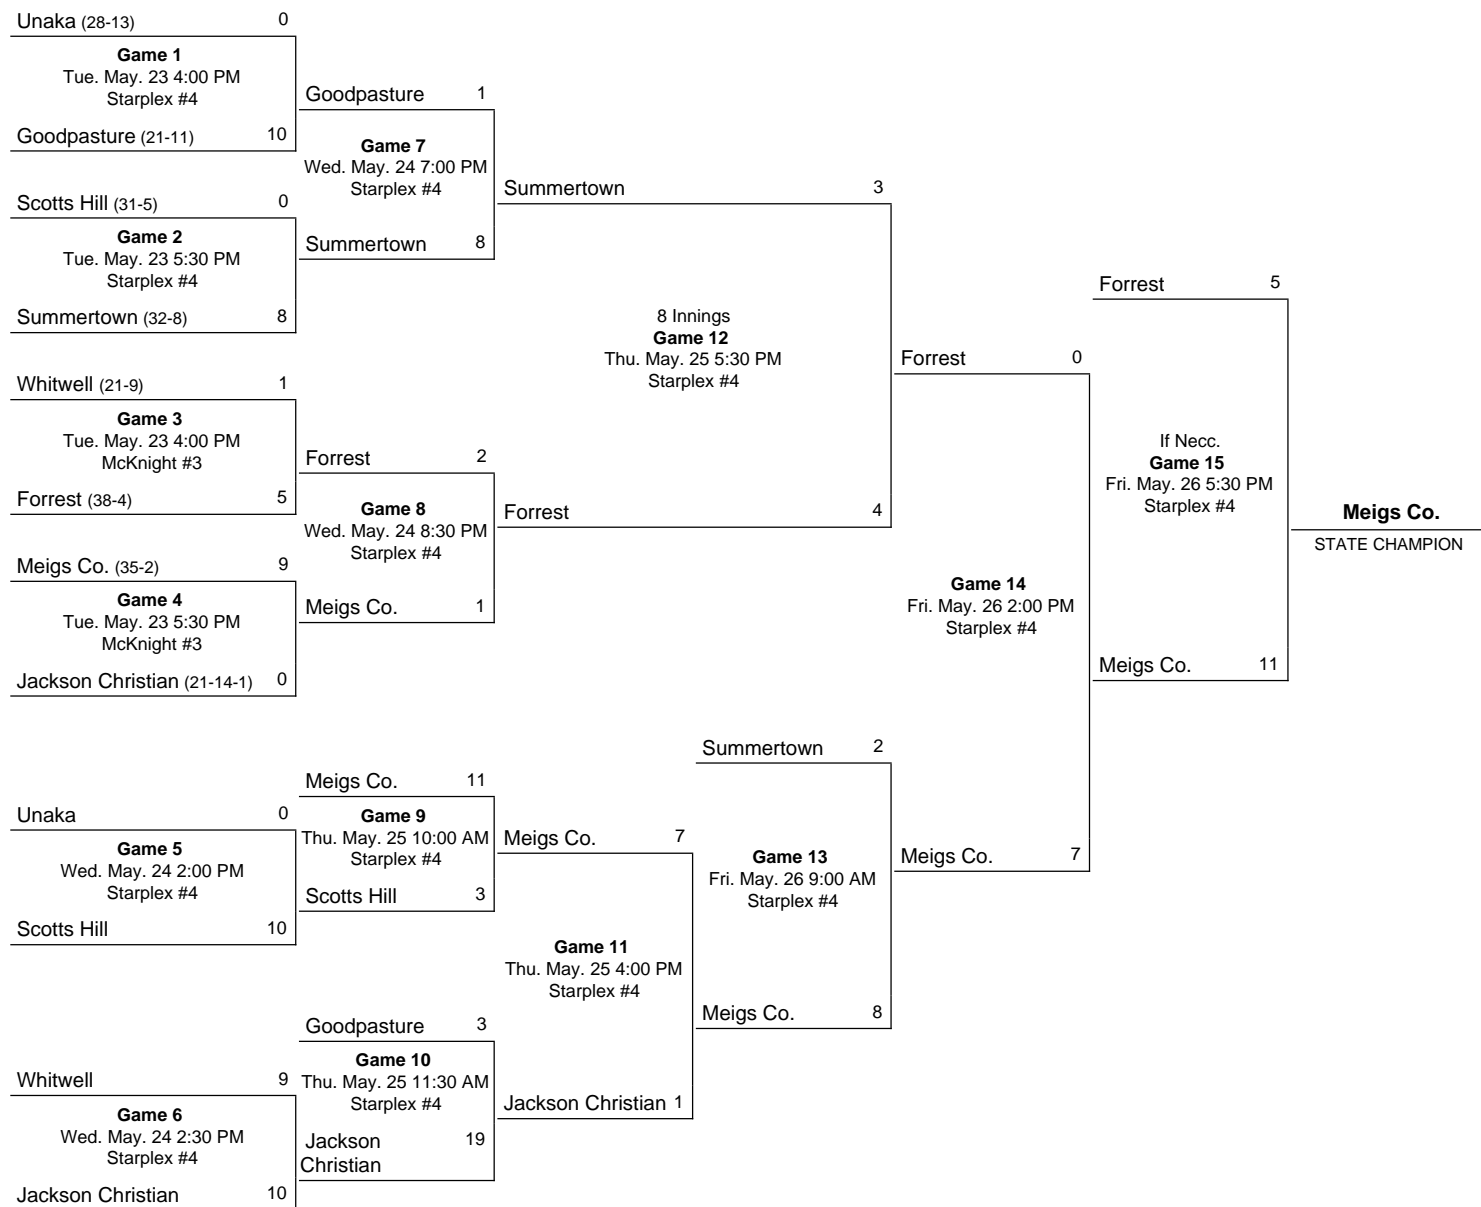 Unaka (28-13) 0
Game 1
Tue. May. 23 4:00 PM
Starplex #4
Goodpasture (21-11) 10
Scotts Hill (31-5) 0
Game 2
Tue. May. 23 5:30 PM
Starplex #4
Summertown (32-8) 8
Whitwell (21-9) 1
Game 3
Tue. May. 23 4:00 PM
McKnight #3
Forrest (38-4) 5
Meigs Co. (35-2) 9
Game 4
Tue. May. 23 5:30 PM
McKnight #3
Jackson Christian (21-14-1) 0
Unaka 0
Game 5
Wed. May. 24 2:00 PM
Starplex #4
Scotts Hill 10
Whitwell 9
Game 6
Wed. May. 24 2:30 PM
Starplex #4
Jackson Christian 10
Goodpasture 1
Game 7
Wed. May. 24 7:00 PM
Starplex #4
Summertown 8
Forrest 2
Game 8
Wed. May. 24 8:30 PM
Starplex #4
Meigs Co. 1
Meigs Co. 11
Game 9
Thu. May. 25 10:00 AM
Starplex #4
Scotts Hill 3
Goodpasture 3
Game 10
Thu. May. 25 11:30 AM
Starplex #4
Jackson 19
Christian
Summertown 3
8 Innings
Game 12
Thu. May. 25 5:30 PM
Starplex #4
Forrest 4
Meigs Co. 7
Game 11
Thu. May. 25 4:00 PM
Starplex #4
Jackson Christian 1
Summertown 2
Game 13
Fri. May. 26 9:00 AM
Starplex #4
Meigs Co. 8
Forrest 0
Game 14
Fri. May. 26 2:00 PM
Starplex #4
Meigs Co. 7
Forrest 5
If Necc.
Game 15
Fri. May. 26 5:30 PM
Starplex #4
Meigs Co. 11
Meigs Co.
STATE CHAMPION